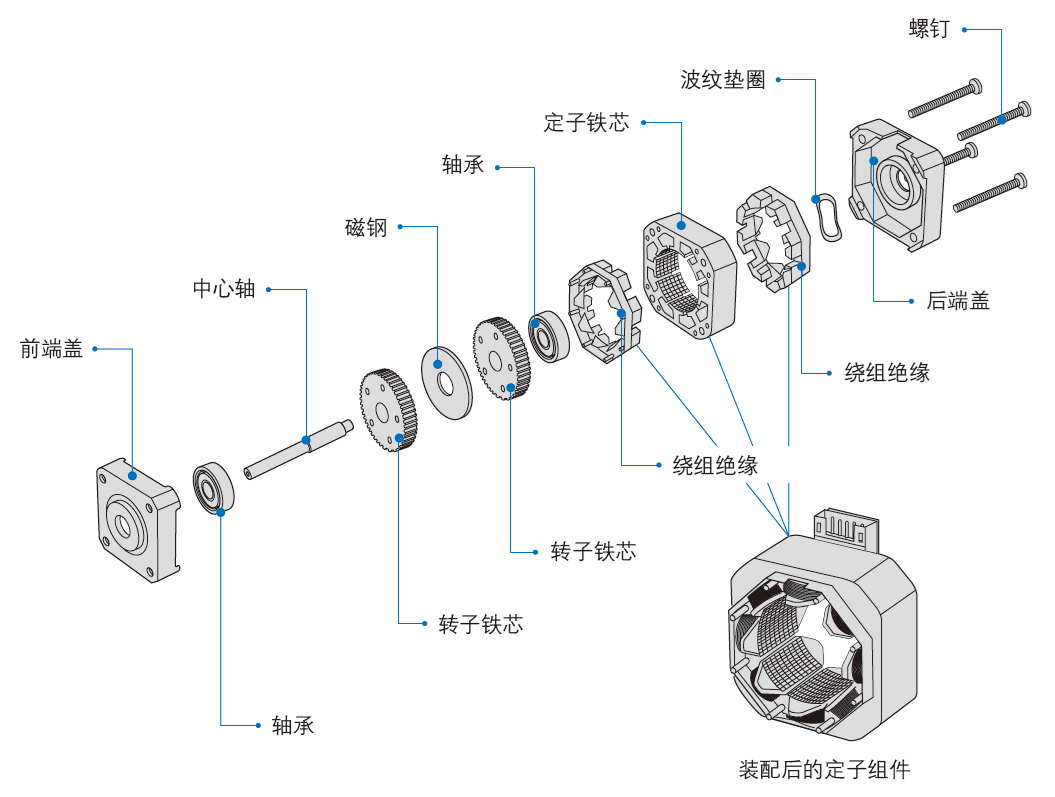 螺钉
波纹垫圈
定子铁芯
轴承
磁钢
中心轴
前端盖
后端盖
绕组绝缘
绕组绝缘
转子铁芯
转子铁芯
轴承
装配后的定子组件